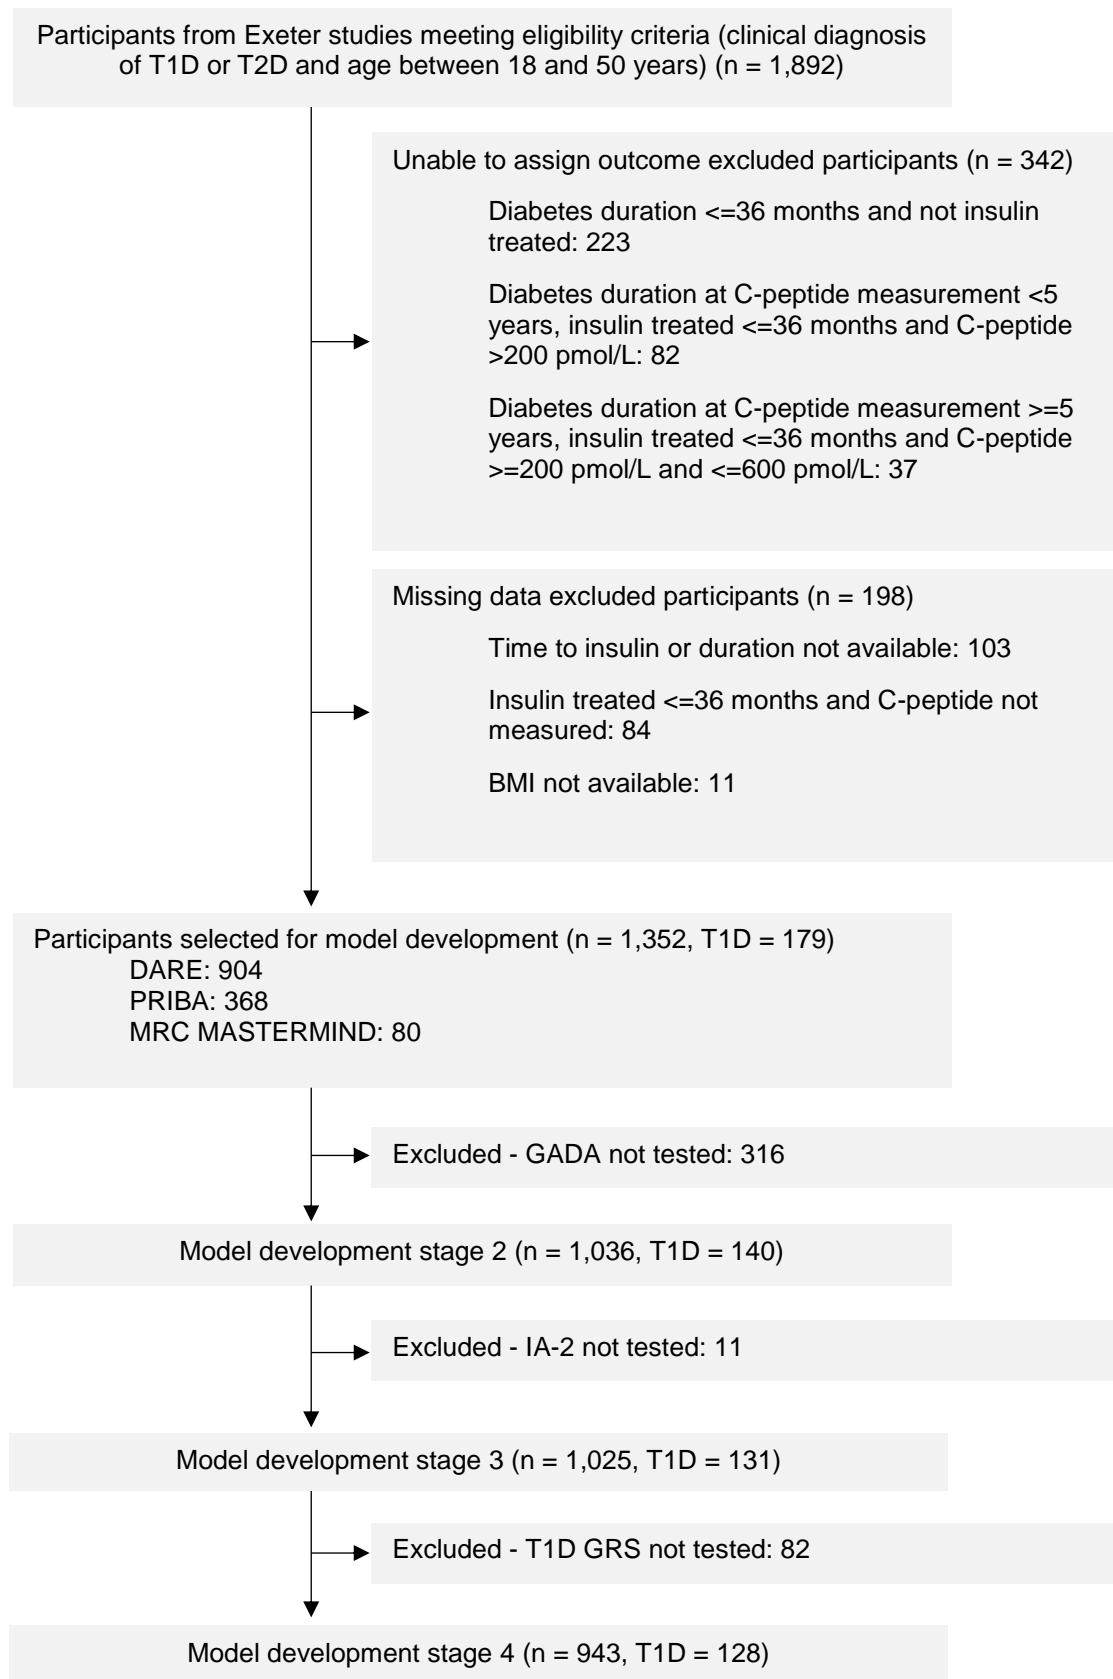 Participants from Exeter studies meeting eligibility criteria (clinical diagnosis
of T1D or T2D and age between 18 and 50 years) (n = 1,892)
Unable to assign outcome excluded participants (n = 342)
Diabetes duration <=36 months and not insulin
treated: 223
Diabetes duration at C-peptide measurement <5
years, insulin treated <=36 months and C-peptide
>200 pmol/L: 82
Diabetes duration at C-peptide measurement >=5
years, insulin treated <=36 months and C-peptide
>=200 pmol/L and <=600 pmol/L: 37
Missing data excluded participants (n = 198)
Time to insulin or duration not available: 103
Insulin treated <=36 months and C-peptide not
measured: 84
BMI not available: 11
Participants selected for model development (n = 1,352, T1D = 179)
DARE: 904
PRIBA: 368
MRC MASTERMIND: 80
Excluded - GADA not tested: 316
Model development stage 2 (n = 1,036, T1D = 140)
Excluded - IA-2 not tested: 11
Model development stage 3 (n = 1,025, T1D = 131)
Excluded - T1D GRS not tested: 82
Model development stage 4 (n = 943, T1D = 128)